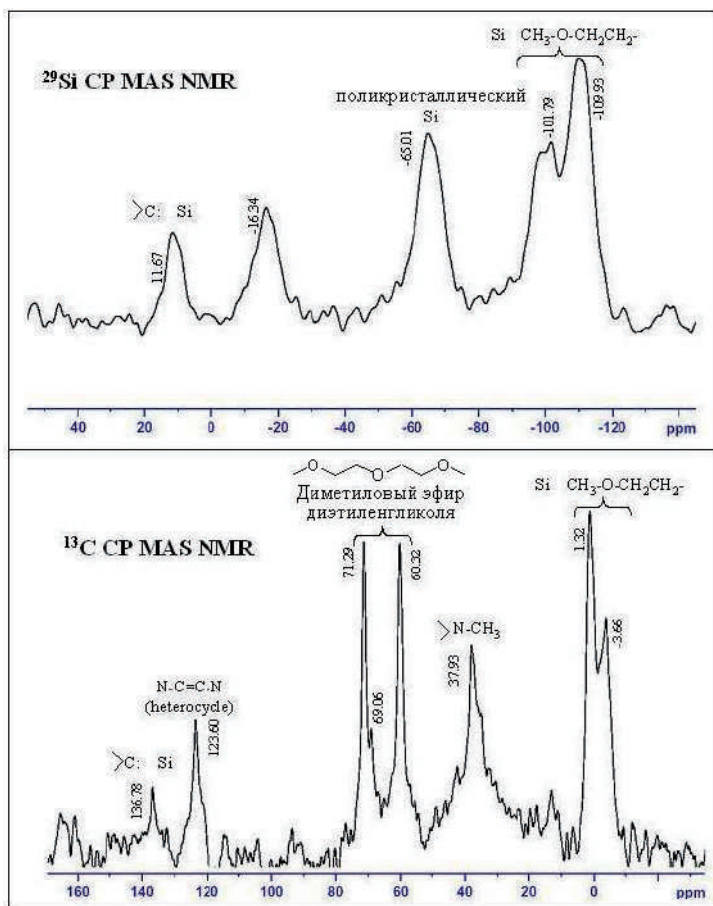 Si CH₃-O-CH₂CH₂-
²⁹Si CP MAS NMR
поликристаллический
Si
-65.01
-101.79
-109.93
>C: Si
11.67
-16.34
40 20 0 -20 -40 -60 -80 -100 -120 ppm
O O O
Диметиловый эфир
диэтиленгликоля
Si CH₃-O-CH₂CH₂-
¹³C CP MAS NMR
71.29
60.32
1.32
-3.66
>N-CH₃
37.93
69.06
N-C=C-N
(heterocycle)
123.60
>C: Si
136.78
160 140 120 100 80 60 40 20 0 ppm